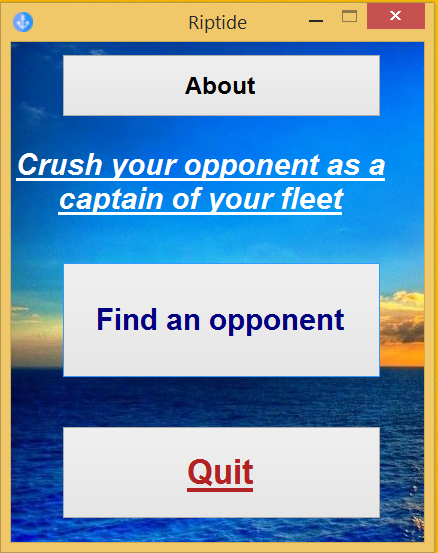 Riptide
About
Crush your opponent as a
captain of your fleet
Find an opponent
Quit